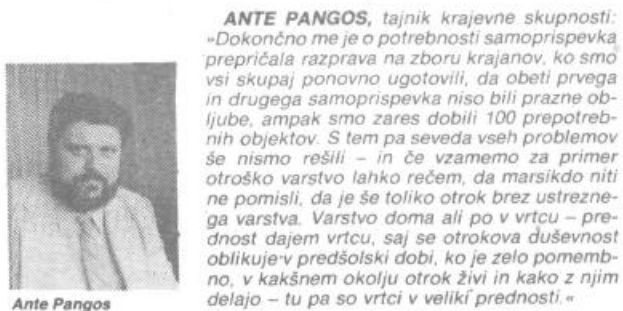 ANTE PANGOS, tajnik krajevne skupnosti:
»Dokončno me je o potrebnosti samoprispevka
prepričala razprava na zboru krajanov, ko smo
vsi skupaj ponovno ugotovili, da obeti prvega
in drugega samoprispevka niso bili prazne ob-
ljube, ampak smo zares dobili 100 prepotreb-
nih objektov. S tem pa seveda vseh problemov
še nismo rešili – in če vzamemo za primer
otroško varstvo lahko rečem, da marsikdo niti
ne pomisli, da je še toliko otrok brez ustrezne-
ga varstva. Varstvo doma ali po v vrtcu – pre-
dnost dajem vrtcu, saj se otrokova duševnost
oblikuje v predšolski dobi, ko je zelo pomemb-
no, v kakšnem okolju otrok živi in kako z njim
delajo – tu pa so vrtci v veliki prednosti.«
Ante Pangos